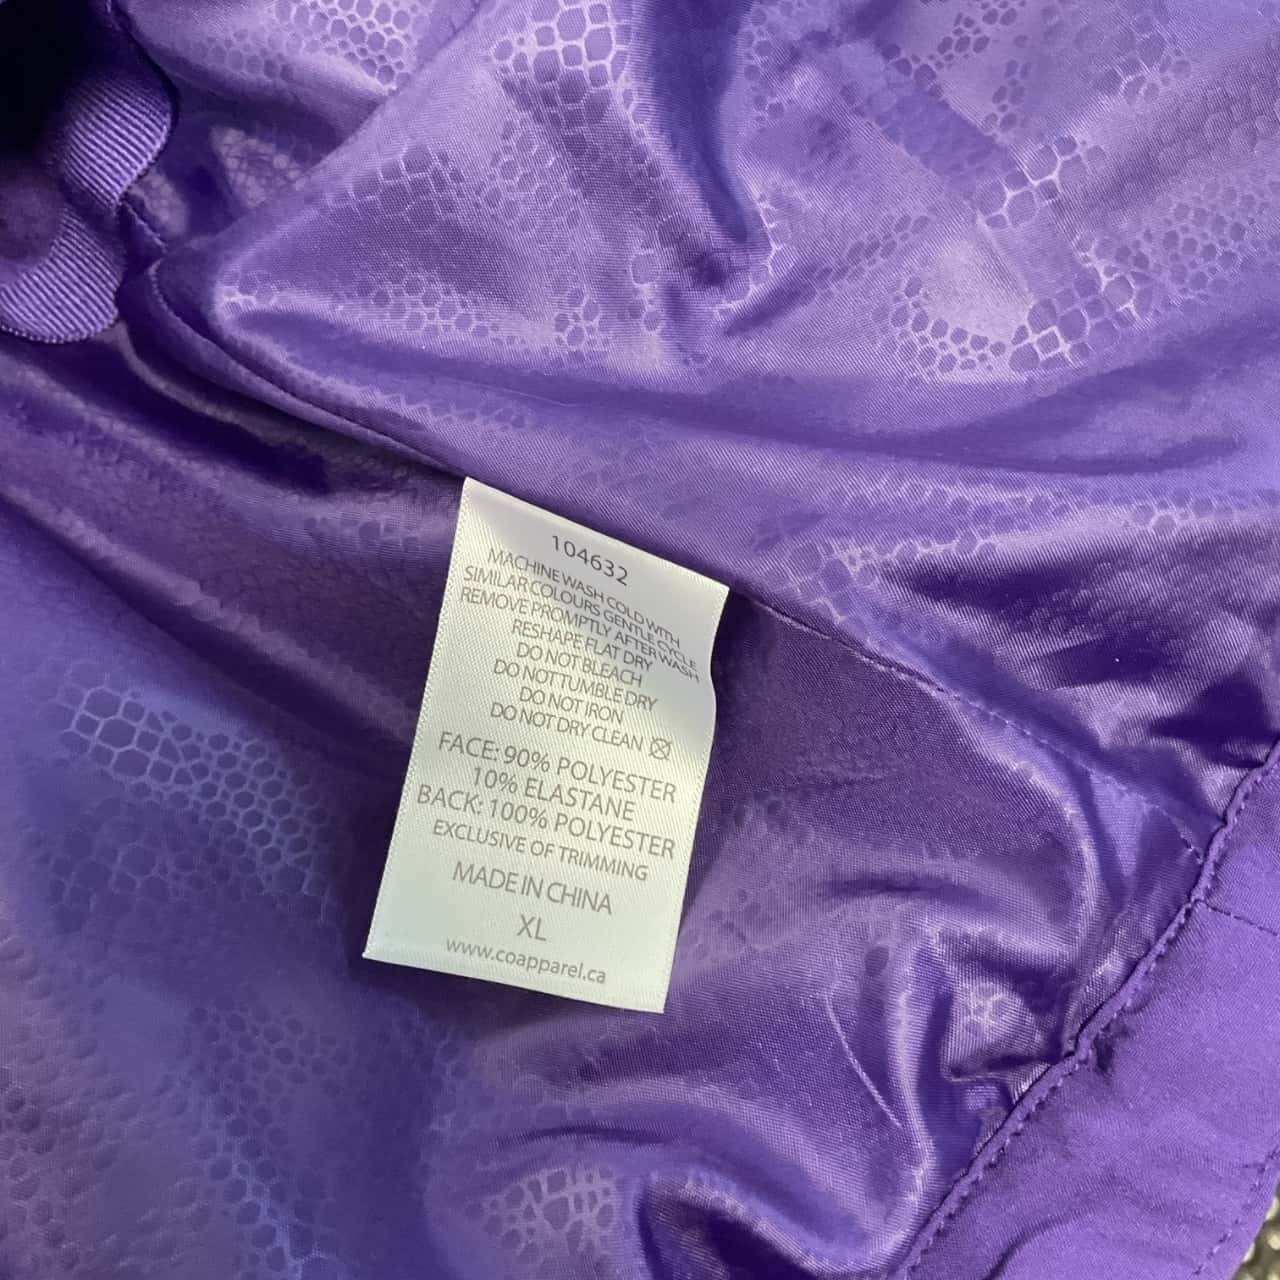 104632
MACHINE WASH COLD WITH
SIMILAR COLOURS GENTLE CYCLE
REMOVE PROMPTLY AFTER WASH
RESHAPE FLAT DRY
DO NOT BLEACH
DO NOT TUMBLE DRY
DO NOT IRON
DO NOT DRY CLEAN
FACE: 90% POLYESTER
10% ELASTANE
BACK: 100% POLYESTER
EXCLUSIVE OF TRIMMING
MADE IN CHINA
XL
www.coapparel.ca